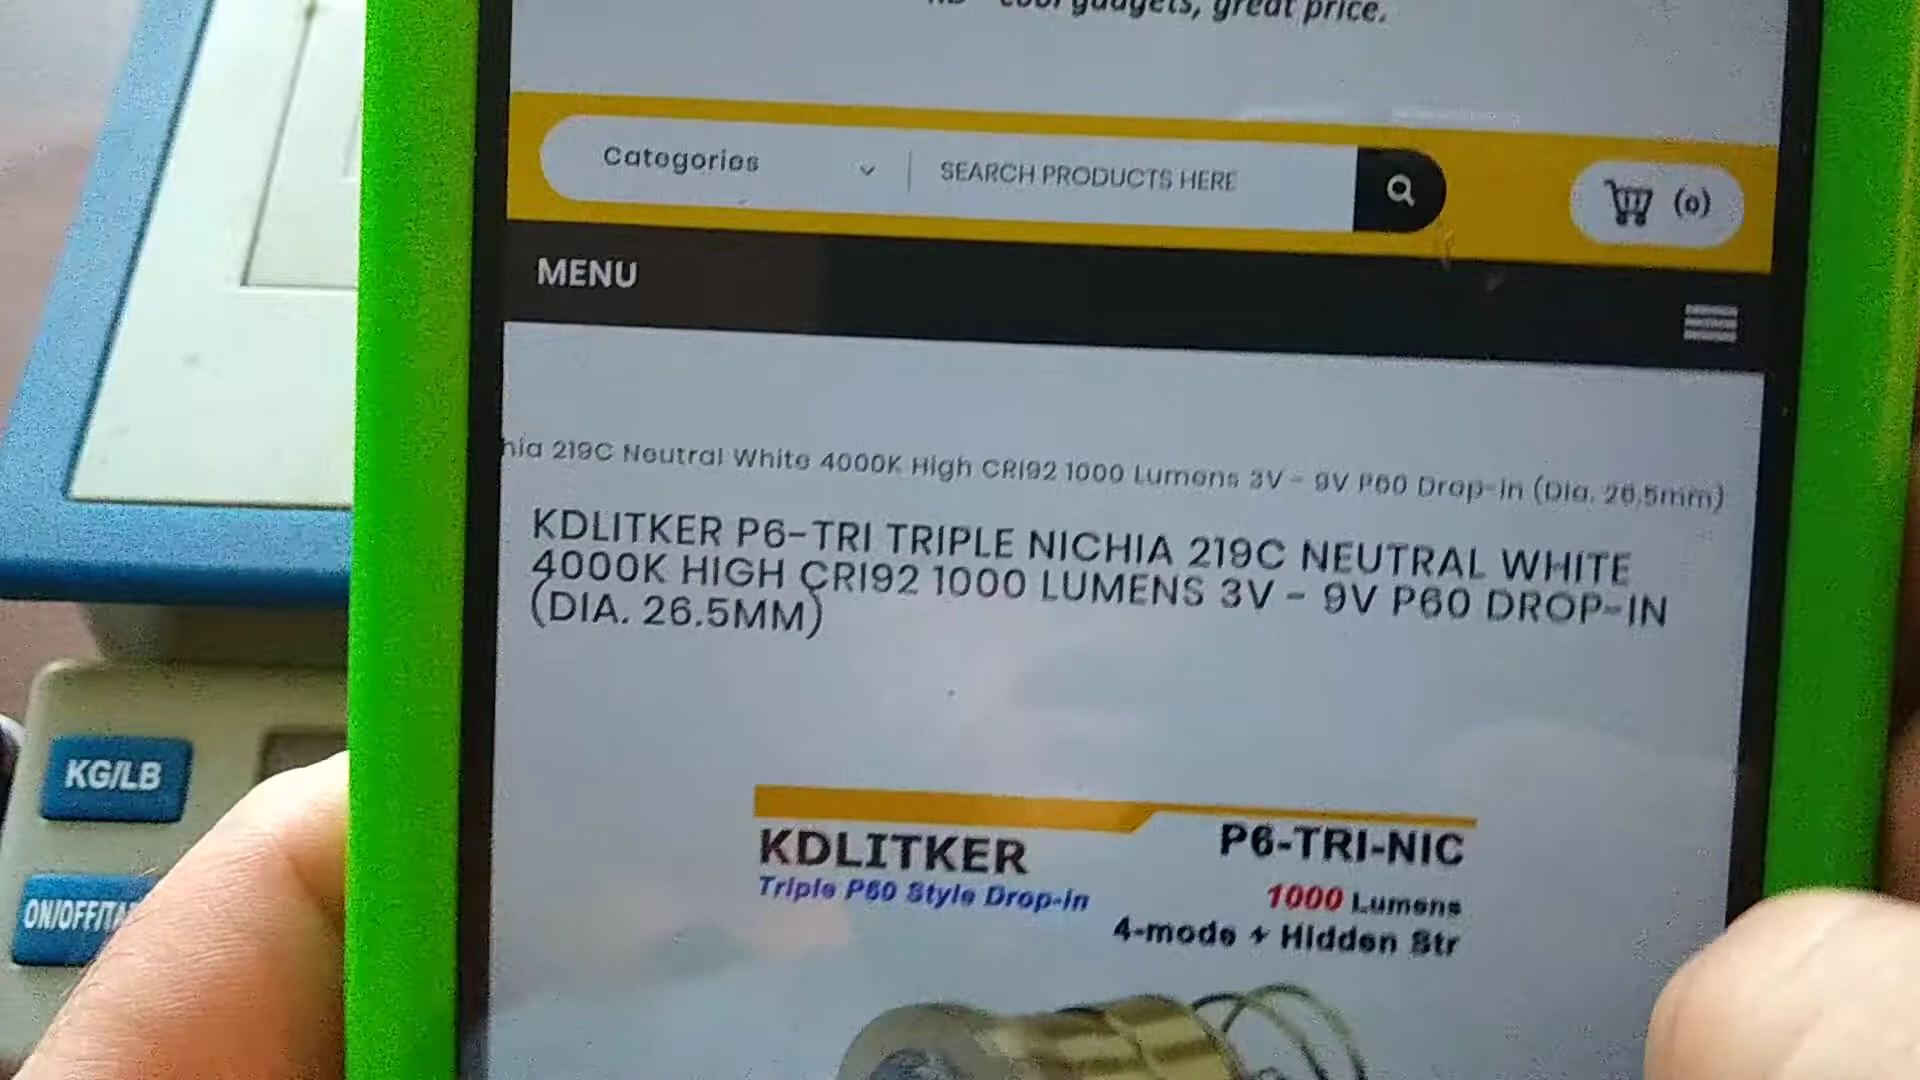 cool gadgets, great price.
Categories
SEARCH PRODUCTS HERE
(0)
MENU
hia 219C Neutral White 4000K High CRI92 1000 Lumens 3V - 9V P60 Drop-in (Dia. 26.5mm)
KDLITKER P6-TRI TRIPLE NICHIA 219C NEUTRAL WHITE
4000K HIGH CRI92 1000 LUMENS 3V - 9V P60 DROP-IN
(DIA. 26.5MM)
KDLITKER
P6-TRI-NIC
Triple P60 Style Drop-in
1000 Lumens
4-mode + Hidden Str
KG/LB
ON/OFF/TA